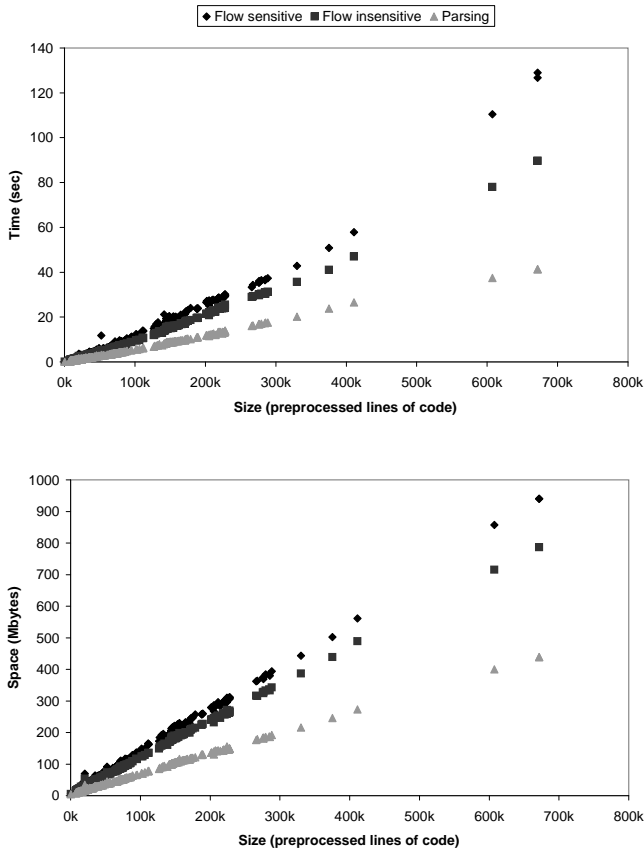 Flow sensitive Flow insensitive Parsing
140
120
100
80
60
40
20
0
Time (sec)
0k 100k 200k 300k 400k 500k 600k 700k 800k
Size (preprocessed lines of code)
1000
900
800
700
600
500
400
300
200
100
0
Space (Mbytes)
0k 100k 200k 300k 400k 500k 600k 700k 800k
Size (preprocessed lines of code)